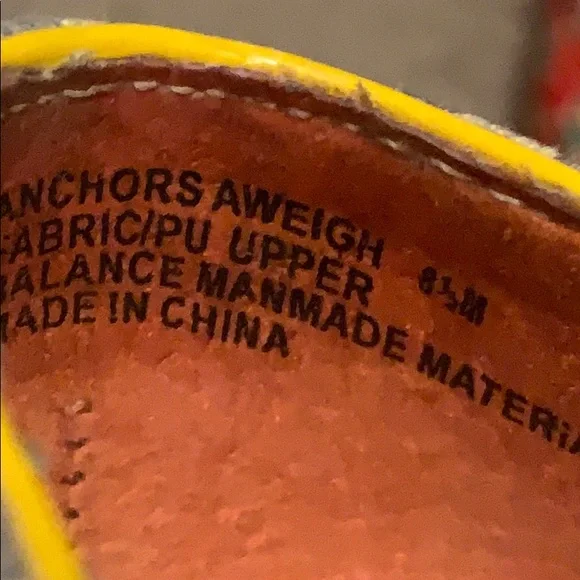 ANCHORS AWEIGH 8½M
FABRIC/PU UPPER
BALANCE MANMADE MATERIA
MADE IN CHINA